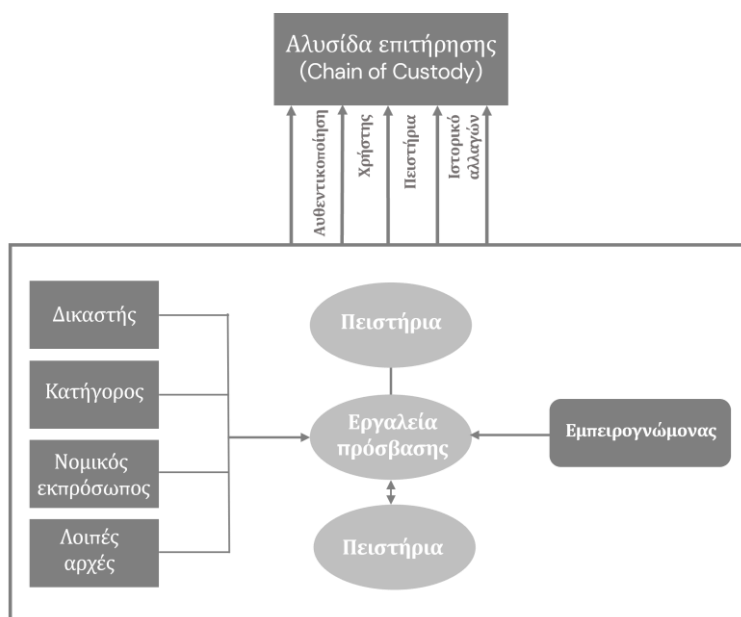 Αλυσίδα επιτήρησης
(Chain of Custody)
Αυθεντικοποίηση
Χρήστης
Πειστήρια
Ιστορικό
αλλαγών
Δικαστής
Κατήγορος
Νομικός
εκπρόσωπος
Λοιπές
αρχές
Πειστήρια
Εργαλεία
πρόσβασης
Πειστήρια
Εμπειρογνώμονας